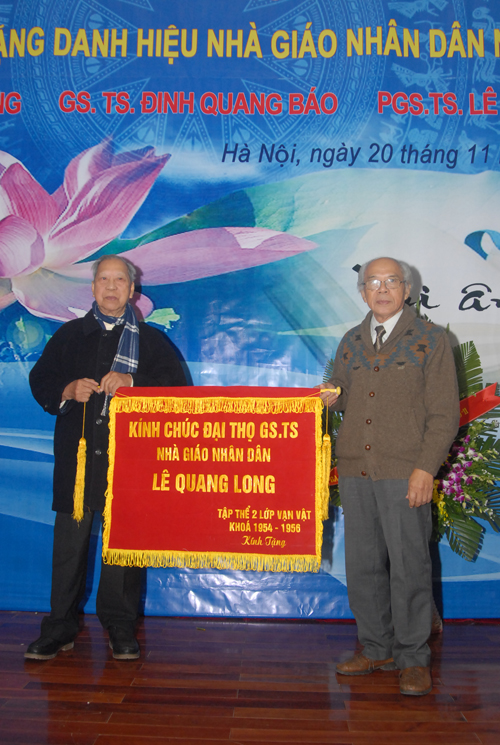 ẶNG DANH HIỆU NHÀ GIÁO NHÂN DÂN
GS. TS. ĐINH QUANG BÁO PGS.TS. LÊ
Hà Nội, ngày 20 tháng 11
KÍNH CHÚC ĐẠI THỌ GS.TS
NHÀ GIÁO NHÂN DÂN
LÊ QUANG LONG
TẬP THỂ 2 LỚP VẠN VẬT
KHOÁ 1954 - 1956
Kính Tặng